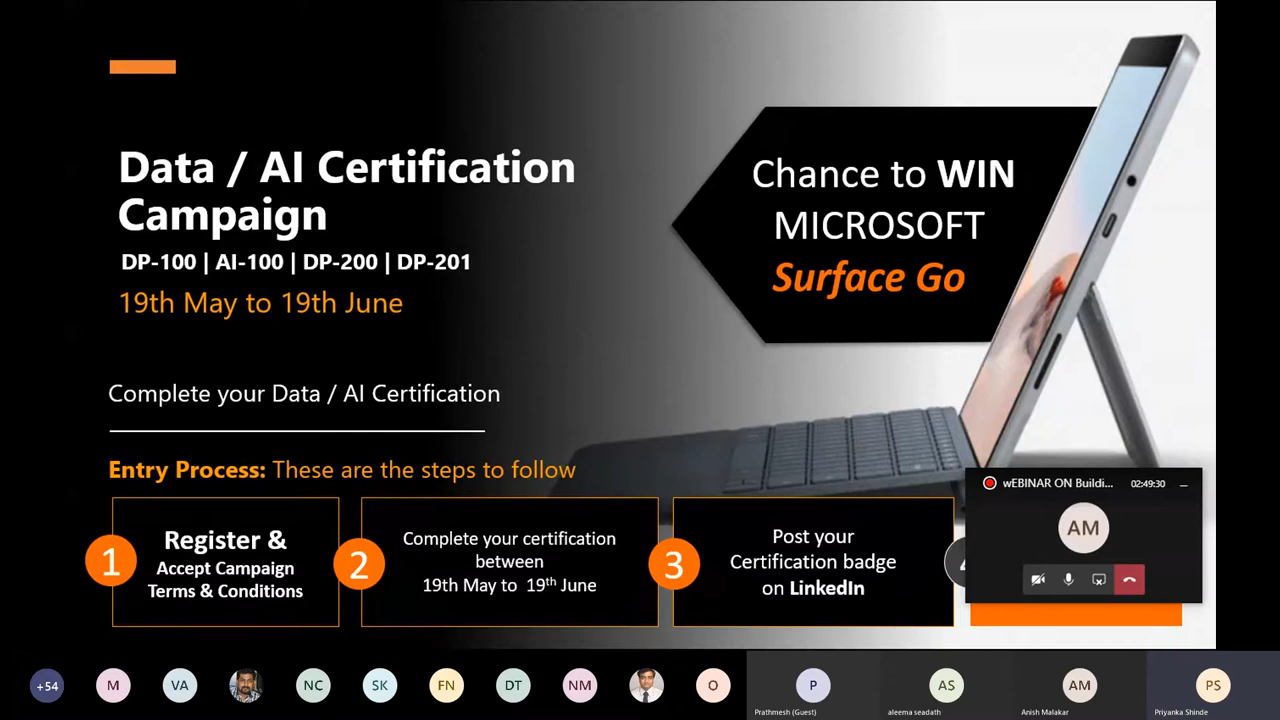 Data / AI Certification
Campaign
DP-100 | AI-100 | DP-200 | DP-201
19th May to 19th June
Chance to WIN
MICROSOFT
Surface Go
Complete your Data / AI Certification
Entry Process: These are the steps to follow
1
Register &
Accept Campaign
Terms & Conditions
2
Complete your certification
between
19th May to 19th June
3
Post your
Certification badge
on LinkedIn
wEBINAR ON Buildi...
02:49:30
AM
+54
M
VA
NC
SK
FN
DT
NM
O
P
Prathmesh (Guest)
AS
aleema seadath
AM
Anish Malakar
PS
Priyanka Shinde